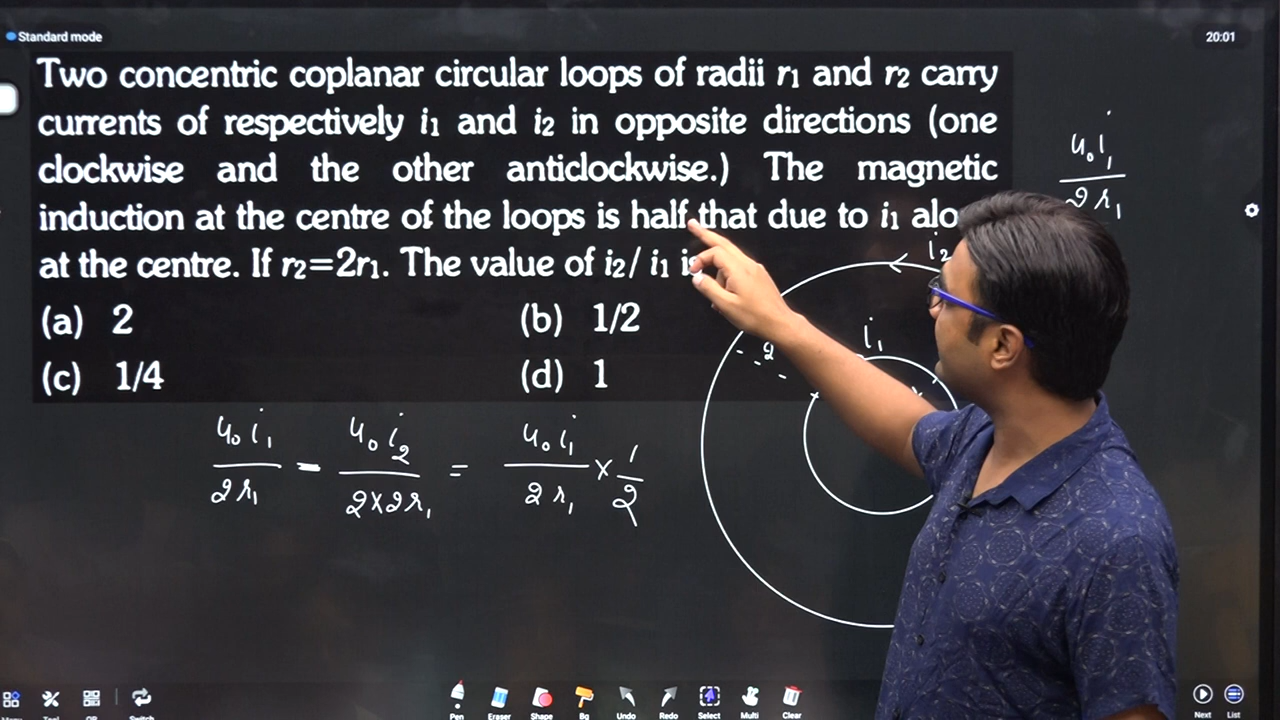 Standard mode
20:01
Two concentric coplanar circular loops of radii r₁ and r₂ carry
currents of respectively i₁ and i₂ in opposite directions (one
clockwise and the other anticlockwise.) The magnetic
induction at the centre of the loops is half that due to i₁ alo
at the centre. If r₂=2r₁. The value of i₂/ i₁ is
(a) 2
(b) 1/2
(c) 1/4
(d) 1
μ₀i₁/2r₁
i₂
i₁
2
μ₀i₁/2r₁ - μ₀i₂/2×2r₁ = μ₀i₁/2r₁ × 1/2
Pen Eraser Shape Bg Undo Redo Select Multi Clear
Next List